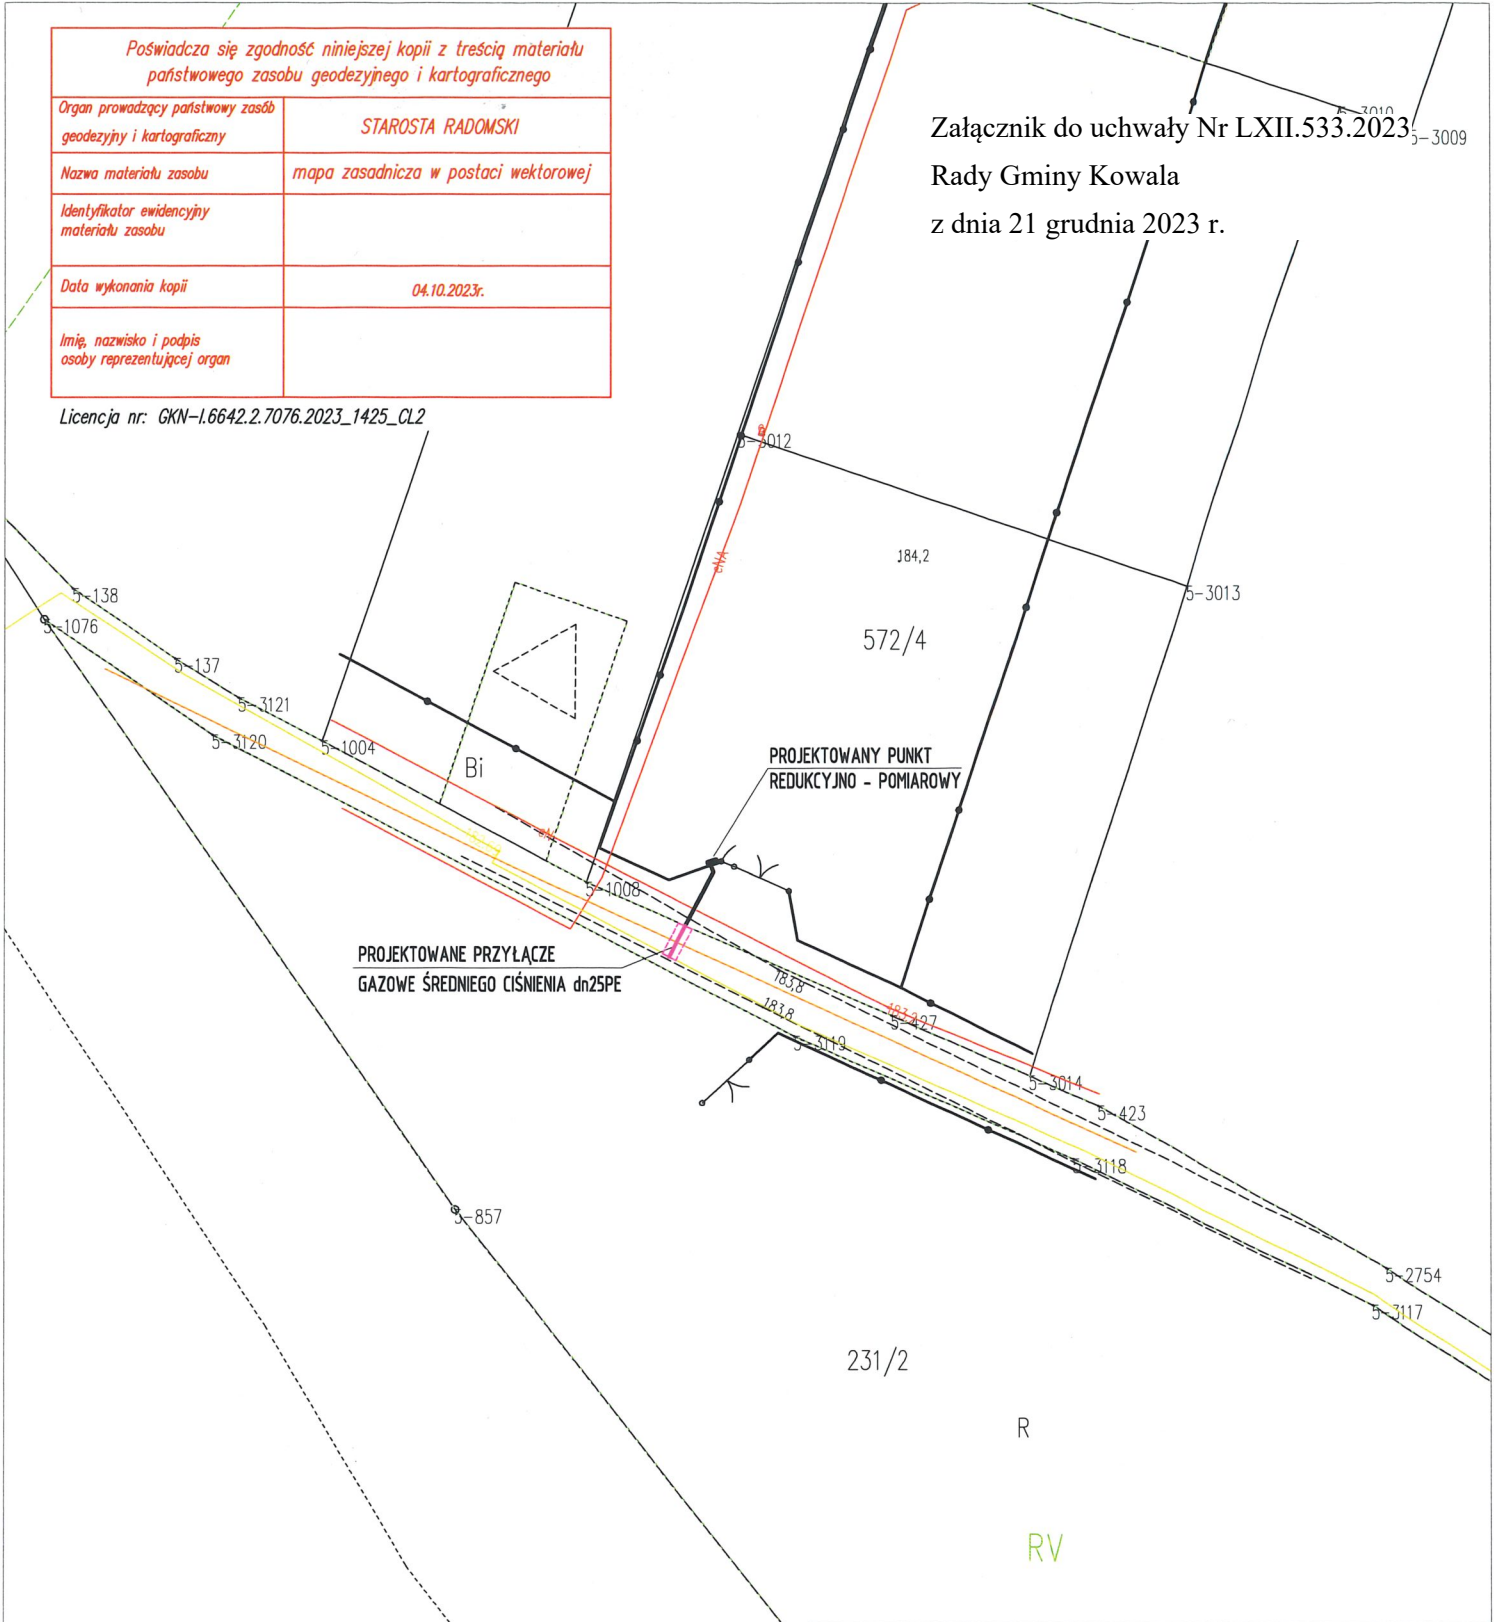 Poświadcza się zgodność niniejszej kopii z treścią materiału
państwowego zasobu geodezyjnego i kartograficznego
Organ prowadzący państwowy zasób
geodezyjny i kartograficzny
STAROSTA RADOMSKI
Nazwa materiału zasobu
mapa zasadnicza w postaci wektorowej
Identyfikator ewidencyjny
materiału zasobu
Data wykonania kopii
04.10.2023r.
Imię, nazwisko i podpis
osoby reprezentującej organ
Licencja nr: GKN-I.6642.2.7076.2023_1425_CL2
5-3010
Załącznik do uchwały Nr LXII.533.2023
5-3009
Rady Gminy Kowala
z dnia 21 grudnia 2023 r.
5-3012
184,2
eNA
5-3013
5-138
5-1076
572/4
5-137
5-3121
5-3120
5-1004
Bi
PROJEKTOWANY PUNKT
REDUKCYJNO - POMIAROWY
eN
5-1008
PROJEKTOWANE PRZYŁĄCZE
GAZOWE ŚREDNIEGO CIŚNIENIA dn25PE
183,8
183,8
5-427
5-3119
5-3014
5-423
5-3118
5-857
5-2754
5-3117
231/2
R
RV